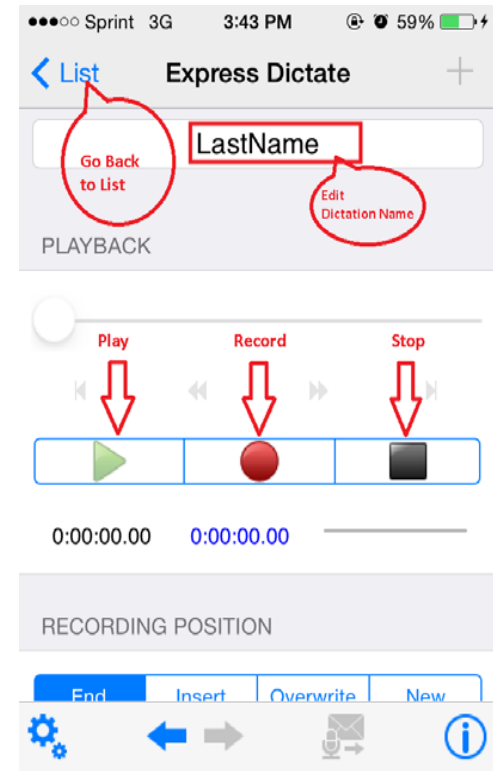 Sprint 3G 3:43 PM 59%
List Express Dictate
LastName
Go Back
to List
Edit
Dictation Name
PLAYBACK
Play Record Stop
0:00:00.00 0:00:00.00
RECORDING POSITION
End Insert Overwrite New